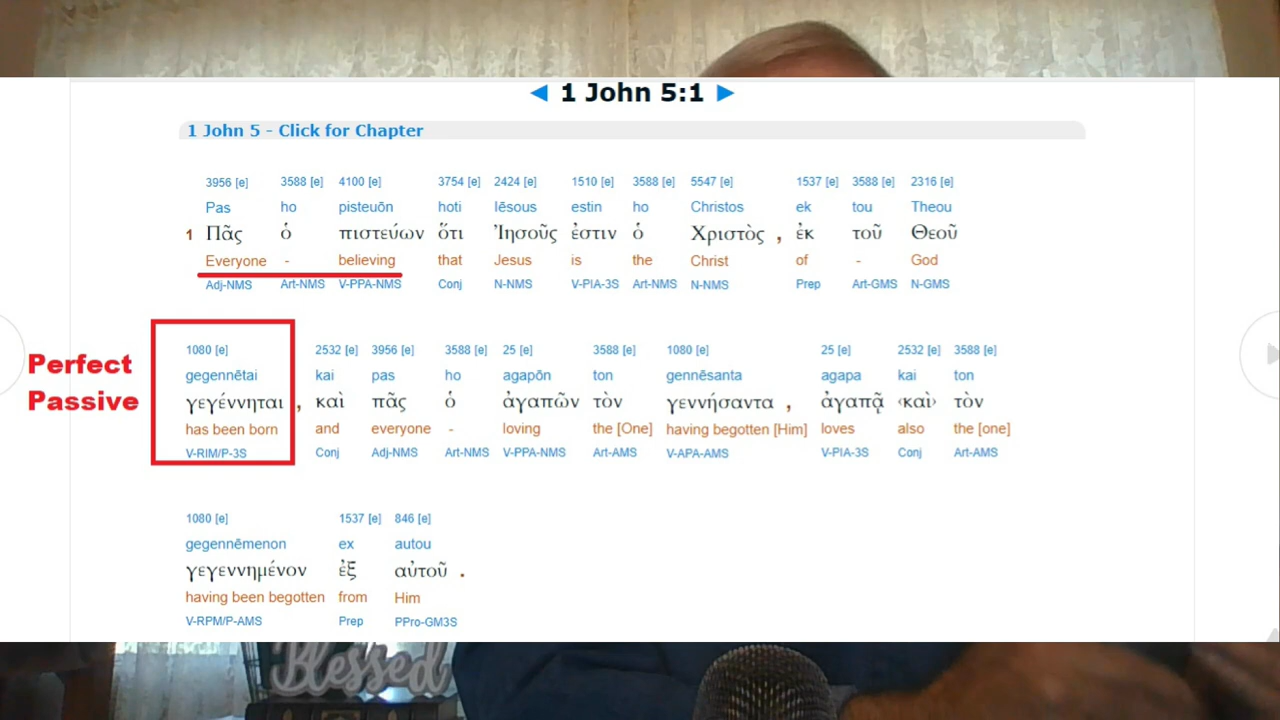 ◄ 1 John 5:1 ►
1 John 5 - Click for Chapter
3956 [e] 3588 [e] 4100 [e] 3754 [e] 2424 [e] 1510 [e] 3588 [e] 5547 [e] 1537 [e] 3588 [e] 2316 [e]
Pas ho pisteuōn hoti Iēsous estin ho Christos ek tou Theou
1 Πᾶς ὁ πιστεύων ὅτι Ἰησοῦς ἐστιν ὁ Χριστὸς , ἐκ τοῦ Θεοῦ
Everyone - believing that Jesus is the Christ of - God
Adj-NMS Art-NMS V-PPA-NMS Conj N-NMS V-PIA-3S Art-NMS N-NMS Prep Art-GMS N-GMS
Perfect
Passive
1080 [e] 2532 [e] 3956 [e] 3588 [e] 25 [e] 3588 [e] 1080 [e] 25 [e] 2532 [e] 3588 [e]
gegennētai kai pas ho agapōn ton gennēsanta agapa kai ton
γεγέννηται , καὶ πᾶς ὁ ἀγαπῶν τὸν γεννήσαντα , ἀγαπᾷ ‹καὶ› τὸν
has been born and everyone - loving the [One] having begotten [Him] loves also the [one]
V-RIM/P-3S Conj Adj-NMS Art-NMS V-PPA-NMS Art-AMS V-APA-AMS V-PIA-3S Conj Art-AMS
1080 [e] 1537 [e] 846 [e]
gegennēmenon ex autou
γεγεννημένον ἐξ αὐτοῦ .
having been begotten from Him
V-RPM/P-AMS Prep PPro-GM3S
Blessed